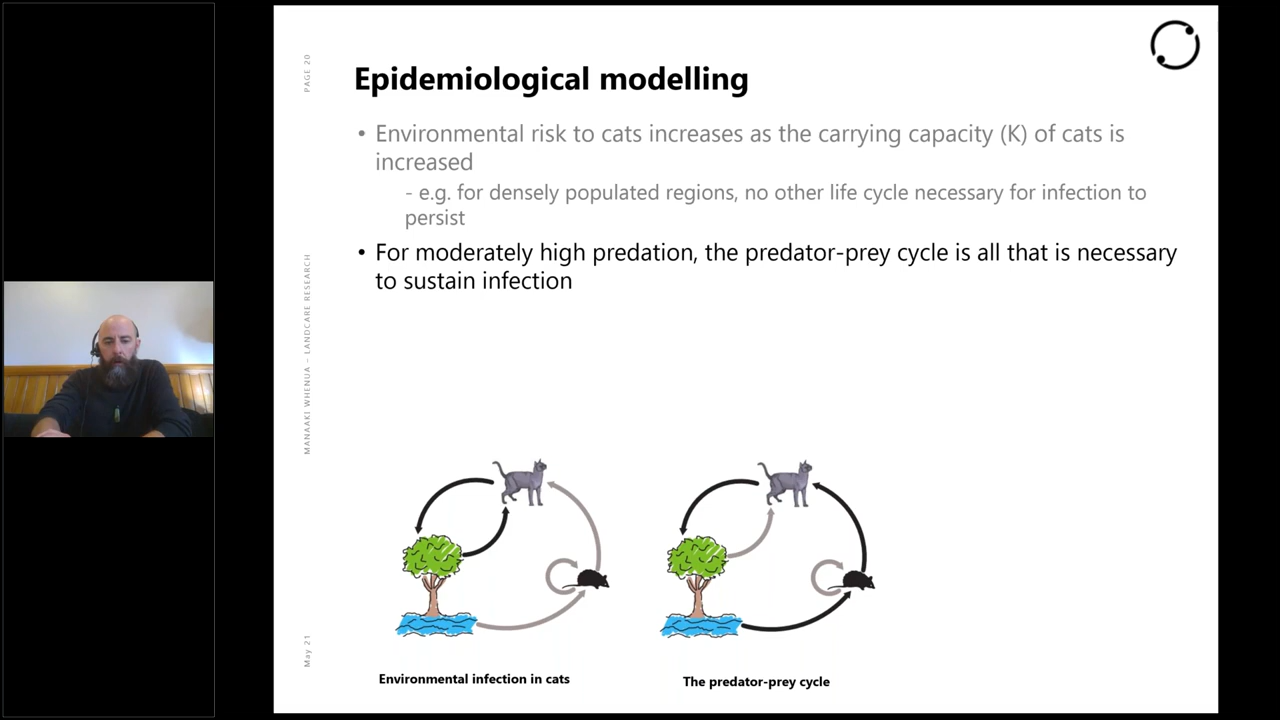 PAGE 20
Epidemiological modelling
• Environmental risk to cats increases as the carrying capacity (K) of cats is
increased
- e.g. for densely populated regions, no other life cycle necessary for infection to
persist
• For moderately high predation, the predator-prey cycle is all that is necessary
to sustain infection
MANAAKI WHENUA – LANDCARE RESEARCH
May 21
Environmental infection in cats
The predator-prey cycle